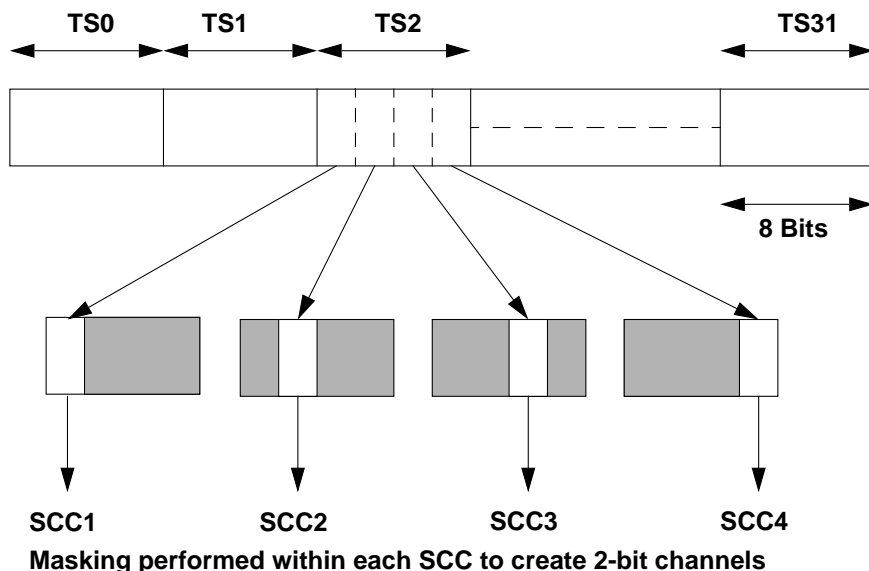 TS0 TS1 TS2 TS31
8 Bits
SCC1 SCC2 SCC3 SCC4
Masking performed within each SCC to create 2-bit channels